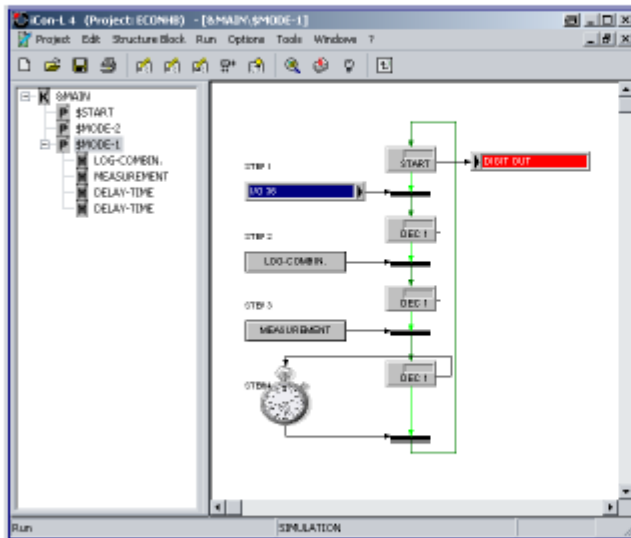 iCon-L 4 (Project: ECONHB) - [&MAIN\$MODE-1]
Project Edit Structure Block Run Options Tools Windows ?
K &MAIN
P $START
P $MODE-2
P $MODE-1
M LOG-COMBIN.
M MEASUREMENT
M DELAY-TIME
M DELAY-TIME
START
DIGIT OUT
STEP 1
I/O 36
DEC 1
STEP 2
LOG-COMBIN.
DEC 1
STEP 3
MEASUREMENT
DEC 1
Run
SIMULATION